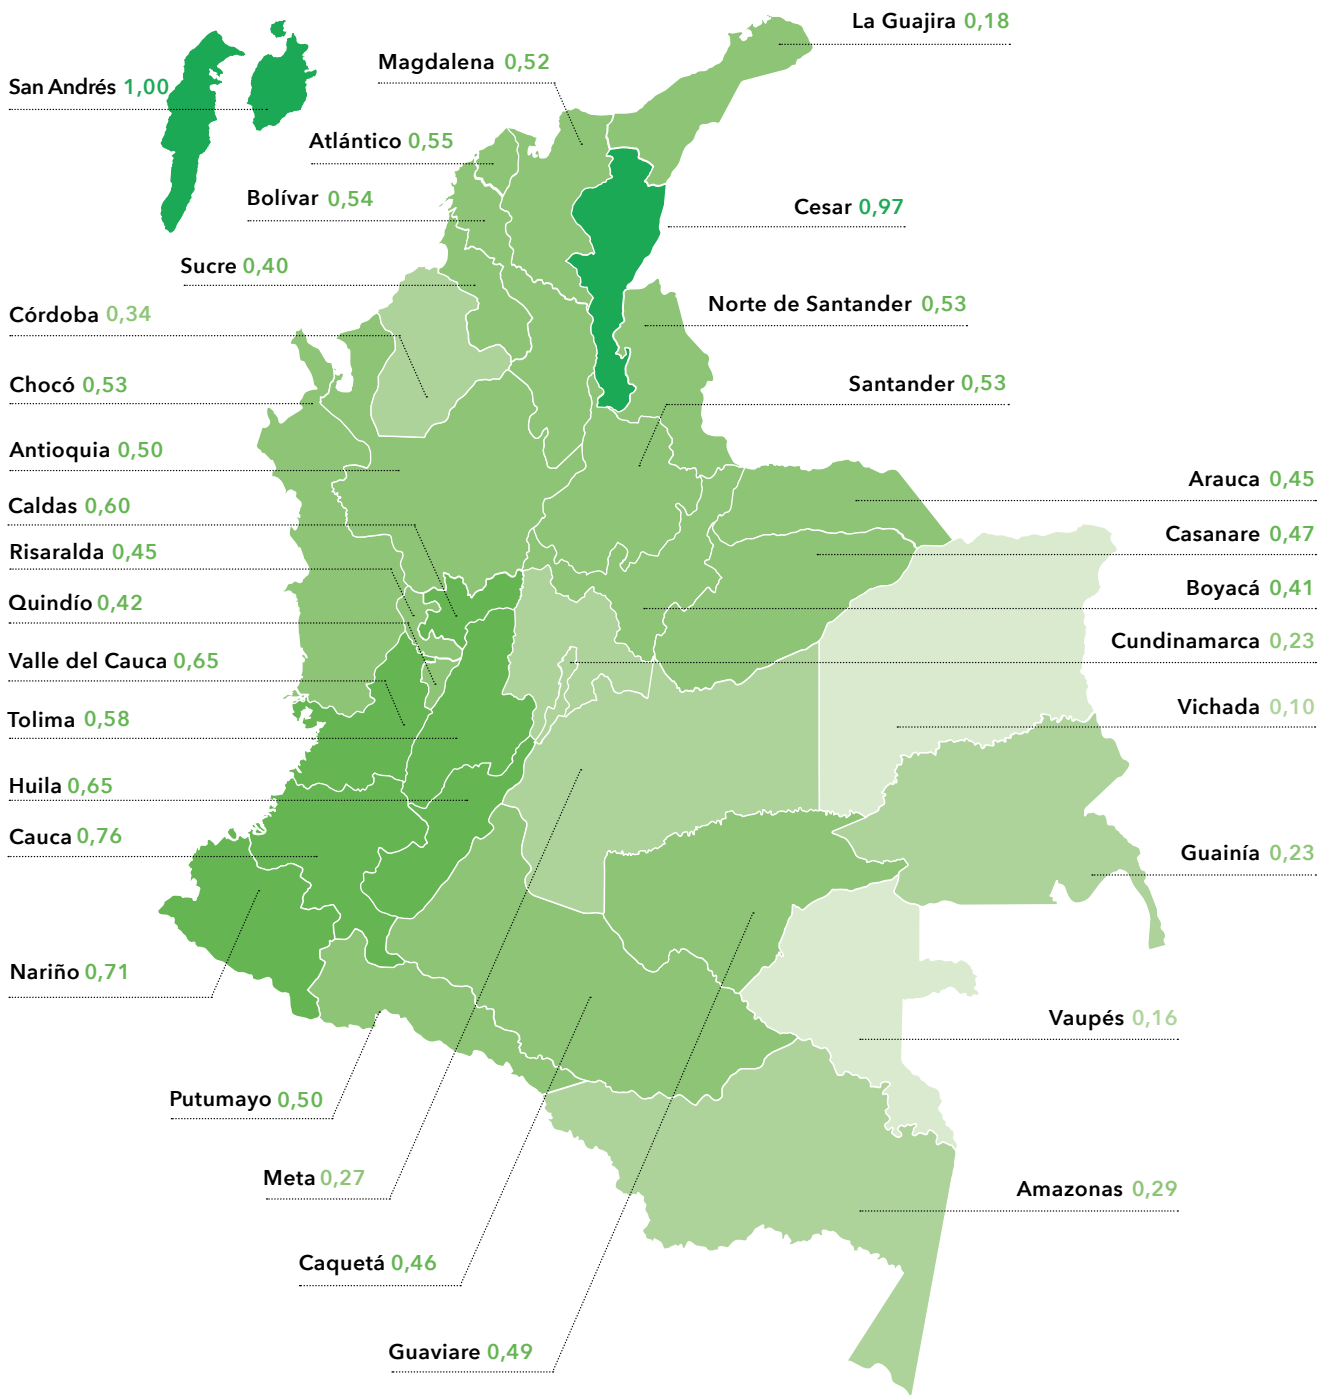 La Guajira 0,18
Magdalena 0,52
San Andrés 1,00
Atlántico 0,55
Bolívar 0,54
Cesar 0,97
Sucre 0,40
Norte de Santander 0,53
Córdoba 0,34
Chocó 0,53
Santander 0,53
Antioquia 0,50
Arauca 0,45
Caldas 0,60
Casanare 0,47
Risaralda 0,45
Boyacá 0,41
Quindío 0,42
Cundinamarca 0,23
Valle del Cauca 0,65
Vichada 0,10
Tolima 0,58
Huila 0,65
Cauca 0,76
Guainía 0,23
Nariño 0,71
Vaupés 0,16
Putumayo 0,50
Meta 0,27
Amazonas 0,29
Caquetá 0,46
Guaviare 0,49